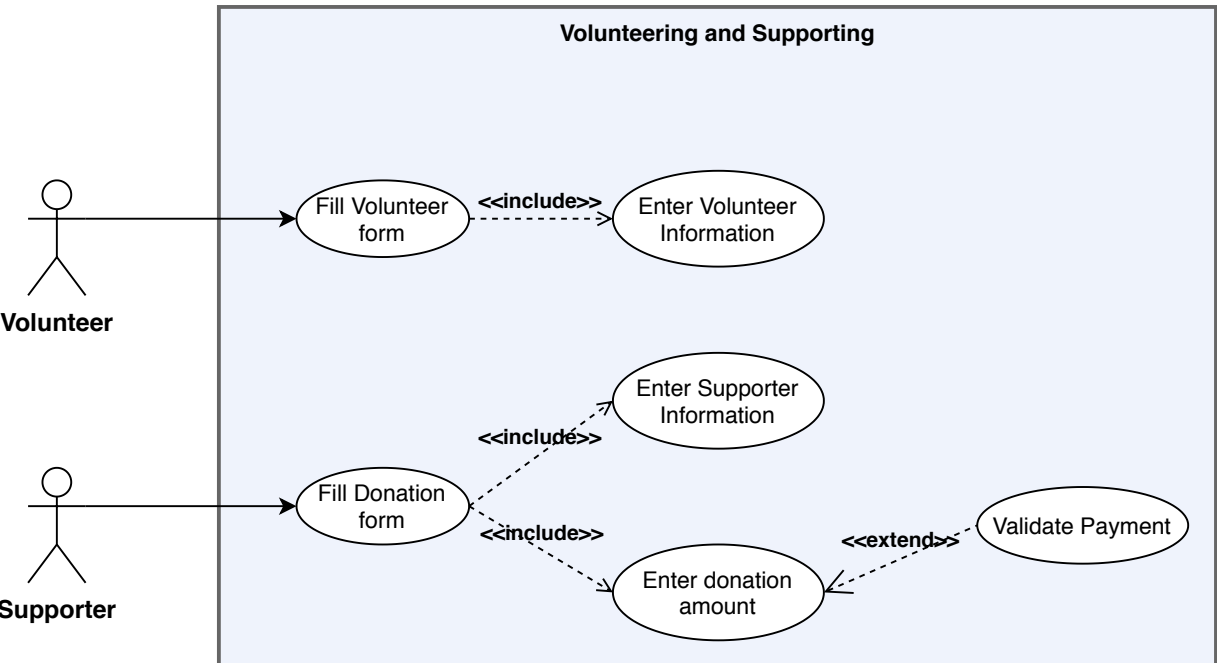 Volunteering and Supporting
Fill Volunteer
form
<<include>>
Enter Volunteer
Information
Volunteer
Enter Supporter
Information
<<include>>
Fill Donation
form
<<include>>
Enter donation
amount
<<extend>>
Validate Payment
Supporter